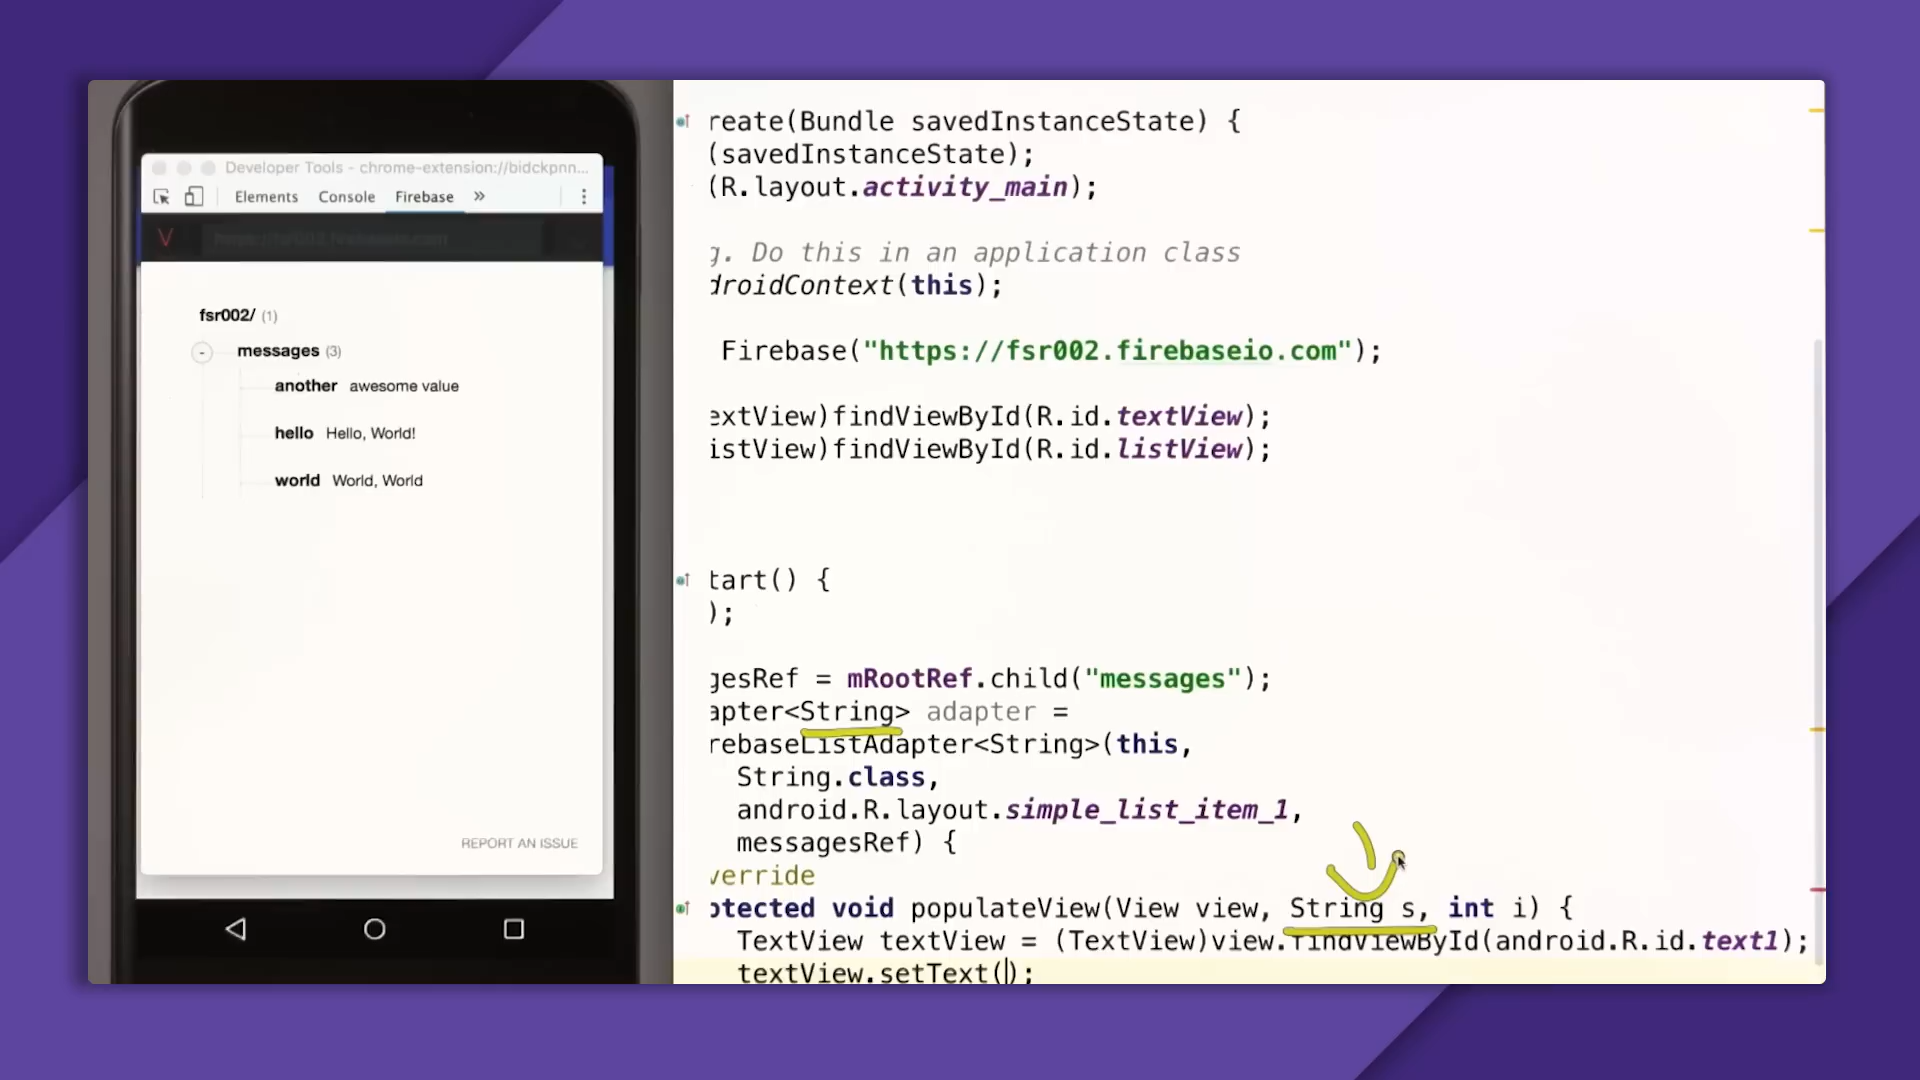 Developer Tools - chrome-extension://bidckpnn...
Elements Console Firebase »
https://fsr002.firebaseio.com
fsr002/ (1)
- messages (3)
another awesome value
hello Hello, World!
world World, World
REPORT AN ISSUE
reate(Bundle savedInstanceState) {
(savedInstanceState);
(R.layout.activity_main);
g. Do this in an application class
droidContext(this);
Firebase("https://fsr002.firebaseio.com");
extView)findViewById(R.id.textView);
istView)findViewById(R.id.listView);
tart() {
);
gesRef = mRootRef.child("messages");
apter<String> adapter =
rebaseListAdapter<String>(this,
String.class,
android.R.layout.simple_list_item_1,
messagesRef) {
verride
otected void populateView(View view, String s, int i) {
TextView textView = (TextView)view.findViewById(android.R.id.text1);
textView.setText();